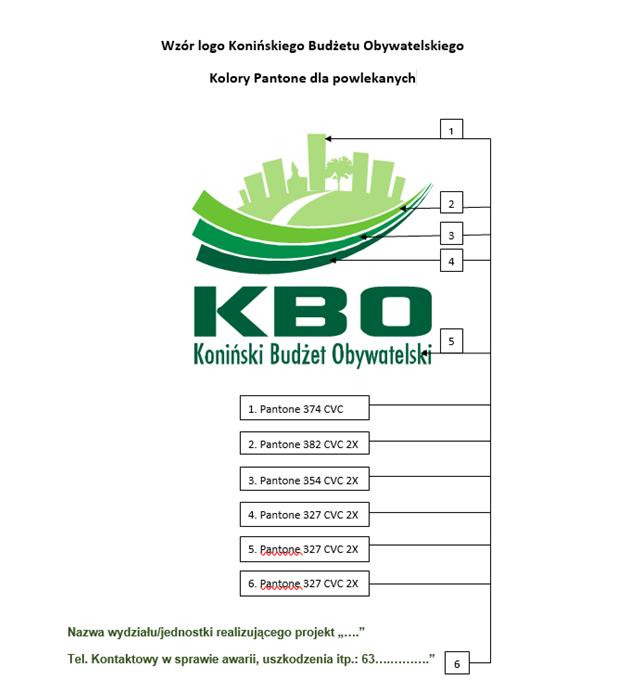 Wzór logo Konińskiego Budżetu Obywatelskiego
Kolory Pantone dla powlekanych
1
2
3
4
KBO
5
Koniński Budżet Obywatelski
1. Pantone 374 CVC
2. Pantone 382 CVC 2X
3. Pantone 354 CVC 2X
4. Pantone 327 CVC 2X
5. Pantone 327 CVC 2X
6. Pantone 327 CVC 2X
Nazwa wydziału/jednostki realizującego projekt „....”
Tel. Kontaktowy w sprawie awarii, uszkodzenia itp.: 63….……….”
6